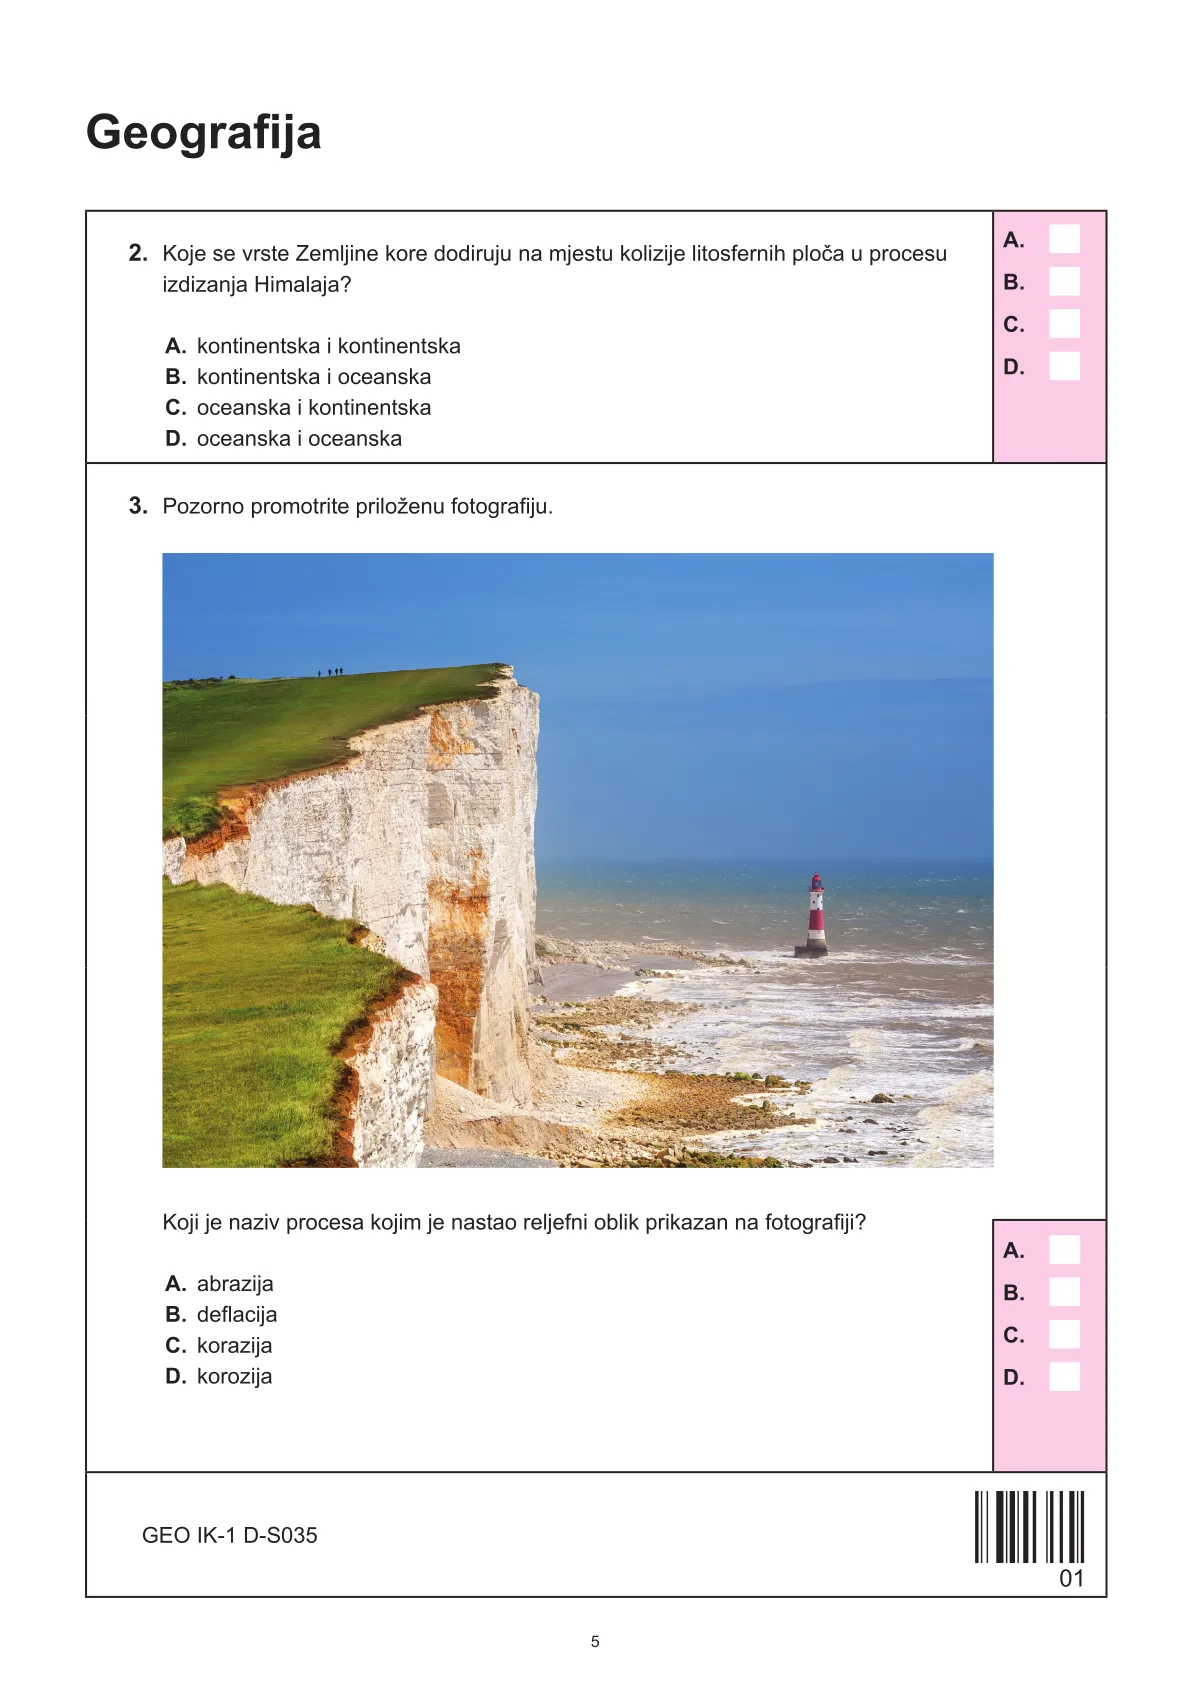 Geografija
2. Koje se vrste Zemljine kore dodiruju na mjestu kolizije litosfernih ploča u procesu
izdizanja Himalaja?
A. kontinentska i kontinentska
B. kontinentska i oceanska
C. oceanska i kontinentska
D. oceanska i oceanska
A.
B.
C.
D.
3. Pozorno promotrite priloženu fotografiju.
Koji je naziv procesa kojim je nastao reljefni oblik prikazan na fotografiji?
A. abrazija
B. deflacija
C. korazija
D. korozija
A.
B.
C.
D.
GEO IK-1 D-S035
01
5